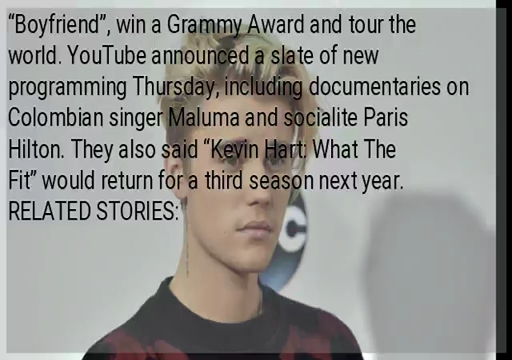 “Boyfriend”, win a Grammy Award and tour the
world. YouTube announced a slate of new
programming Thursday, including documentaries on
Colombian singer Maluma and socialite Paris
Hilton. They also said “Kevin Hart: What The
Fit” would return for a third season next year.
RELATED STORIES:
C